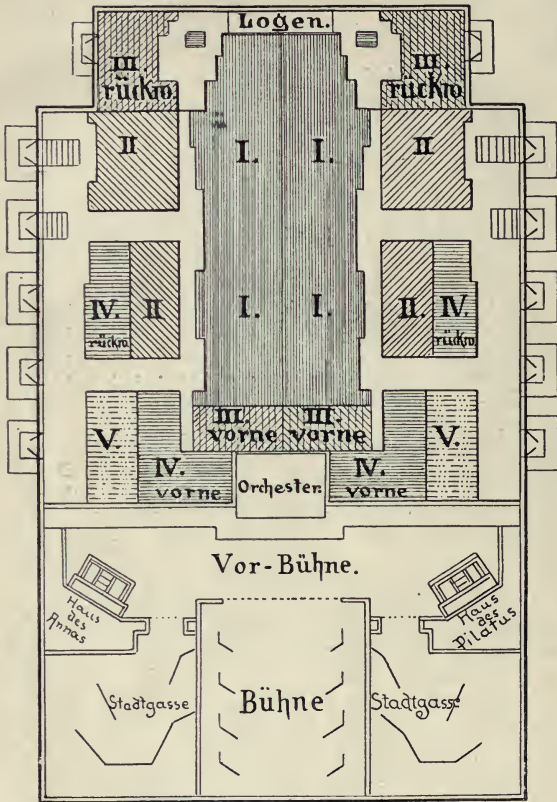 Logen.
III. rückw. III. rückw.
II II
I. I.
I. I.
IV. rückw. II II. IV. rückw.
III. vorne III. vorne
V. V.
IV. vorne IV. vorne
Orchester.
Vor-Bühne.
Haus des Annas
Haus des Pilatus
Stadtgasse Bühne Stadtgasse